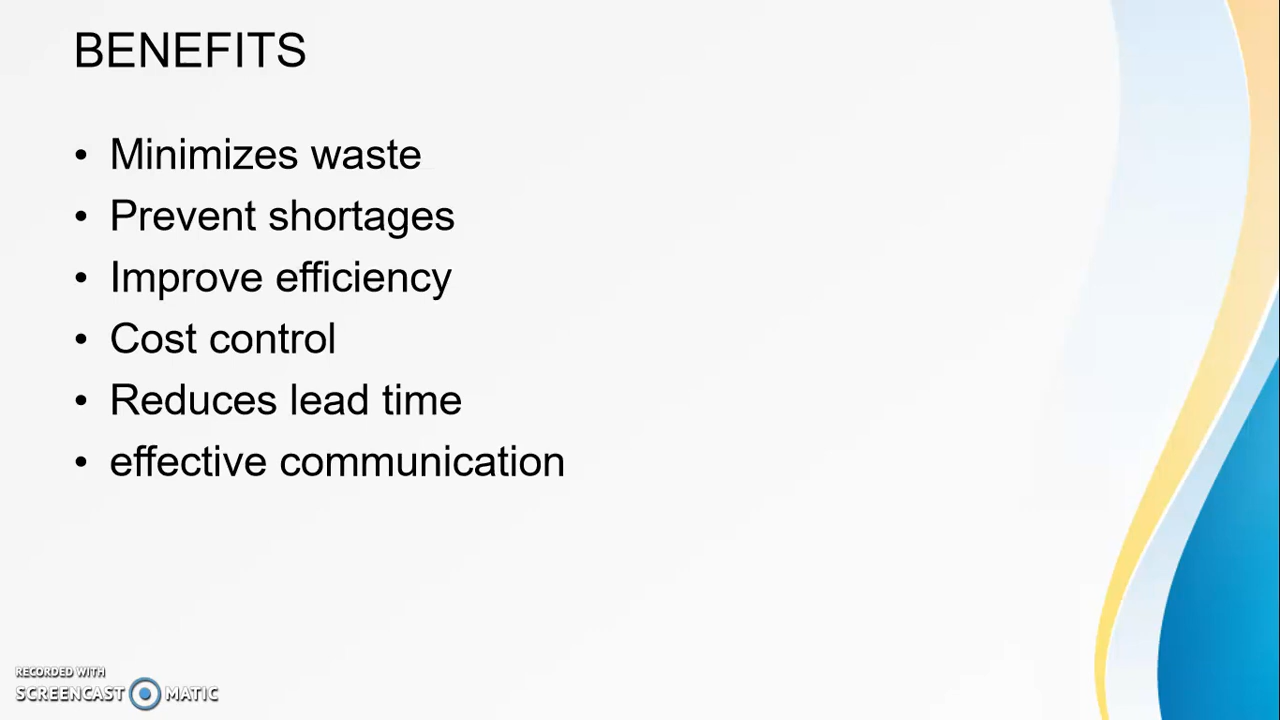 BENEFITS
• Minimizes waste
• Prevent shortages
• Improve efficiency
• Cost control
• Reduces lead time
• effective communication
RECORDED WITH
SCREENCAST MATIC